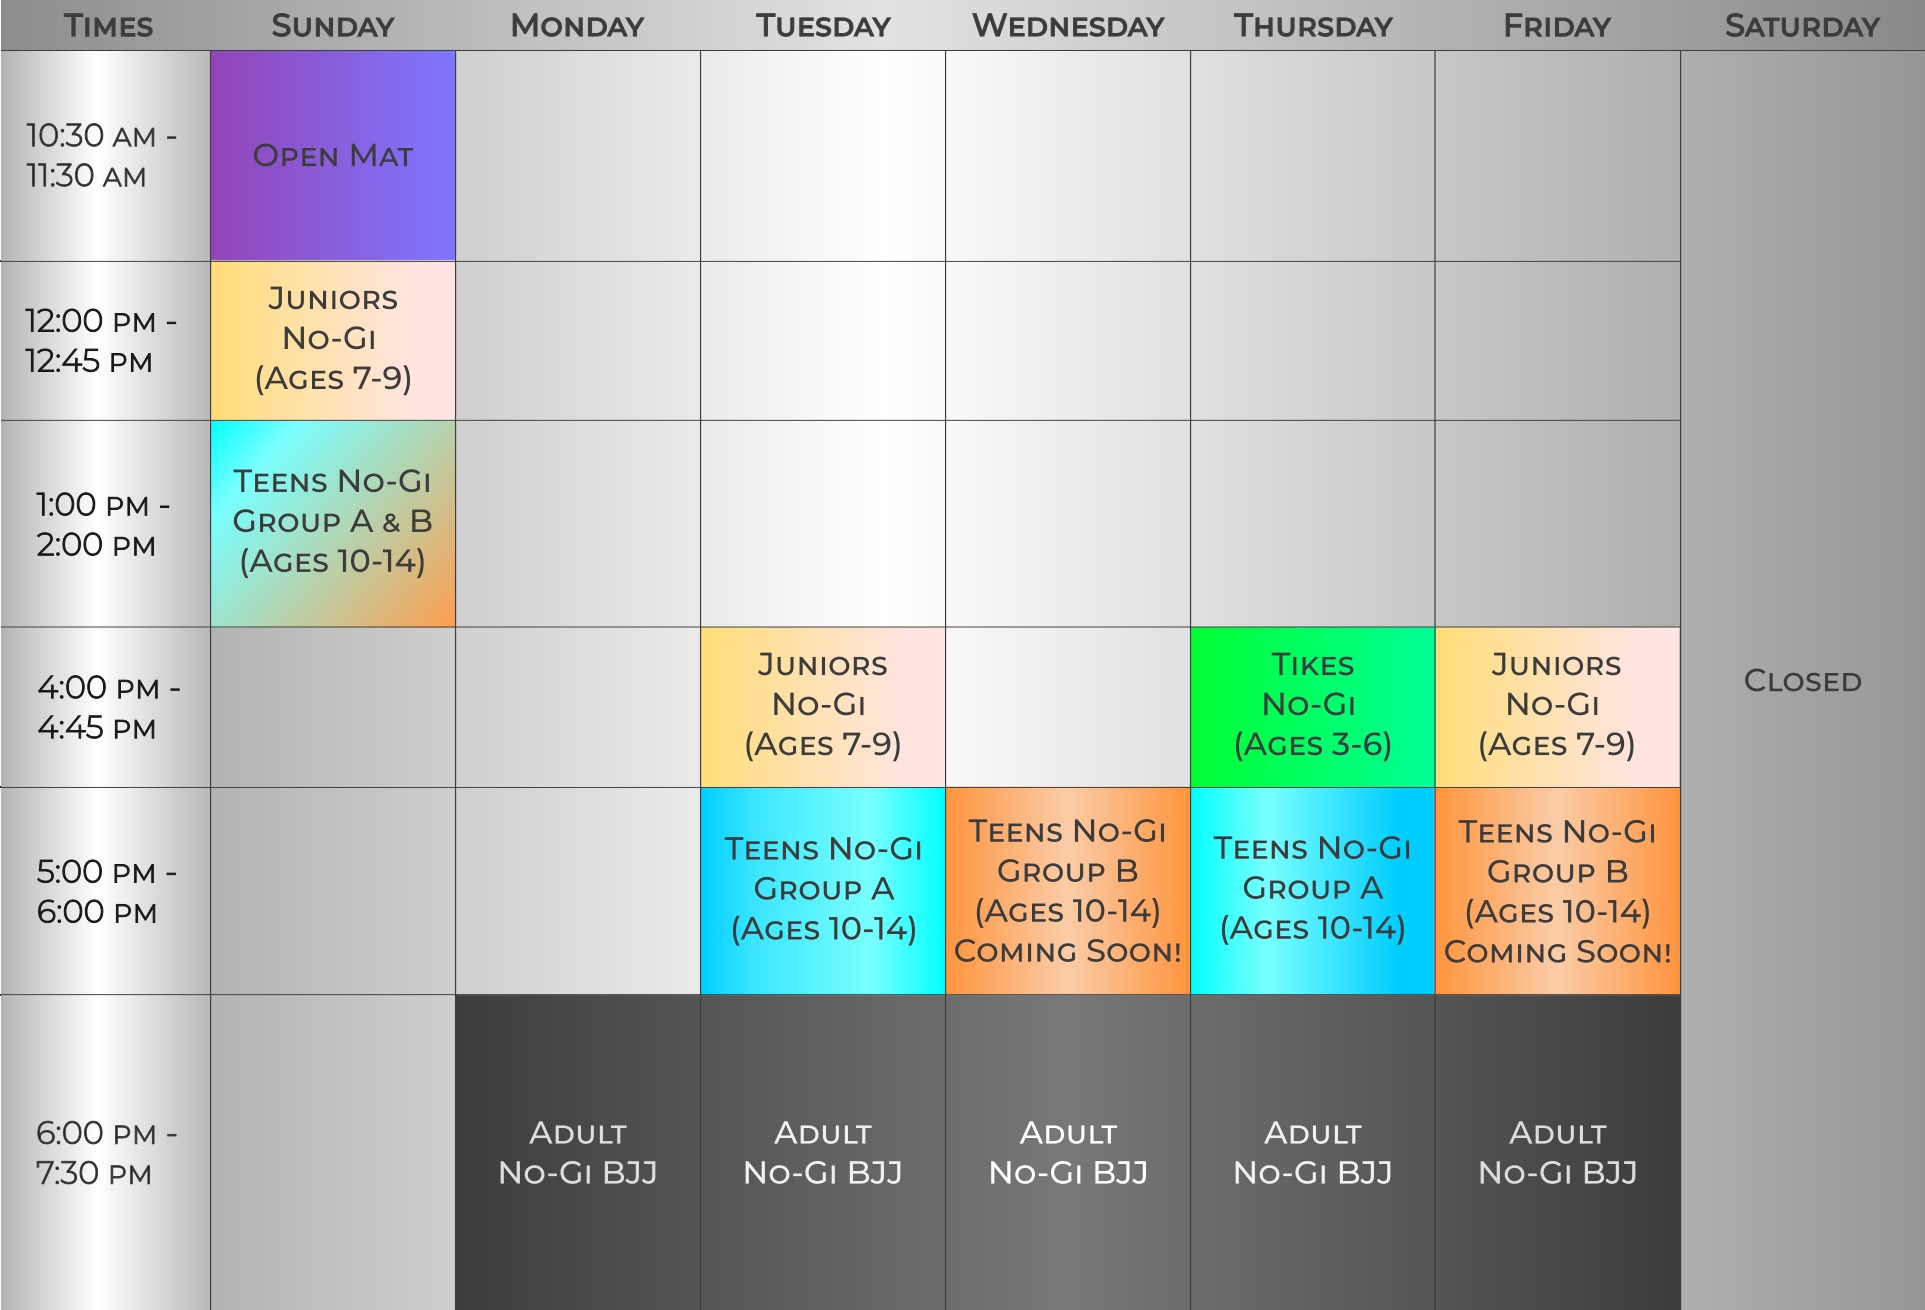 Times Sunday Monday Tuesday Wednesday Thursday Friday Saturday
10:30 am -
11:30 am
Open Mat
12:00 pm -
12:45 pm
Juniors
No-Gi
(Ages 7-9)
1:00 pm -
2:00 pm
Teens No-Gi
Group A & B
(Ages 10-14)
4:00 pm -
4:45 pm
Juniors
No-Gi
(Ages 7-9)
Tikes
No-Gi
(Ages 3-6)
Juniors
No-Gi
(Ages 7-9)
Closed
5:00 pm -
6:00 pm
Teens No-Gi
Group A
(Ages 10-14)
Teens No-Gi
Group B
(Ages 10-14)
Coming Soon!
Teens No-Gi
Group A
(Ages 10-14)
Teens No-Gi
Group B
(Ages 10-14)
Coming Soon!
6:00 pm -
7:30 pm
Adult
No-Gi BJJ
Adult
No-Gi BJJ
Adult
No-Gi BJJ
Adult
No-Gi BJJ
Adult
No-Gi BJJ